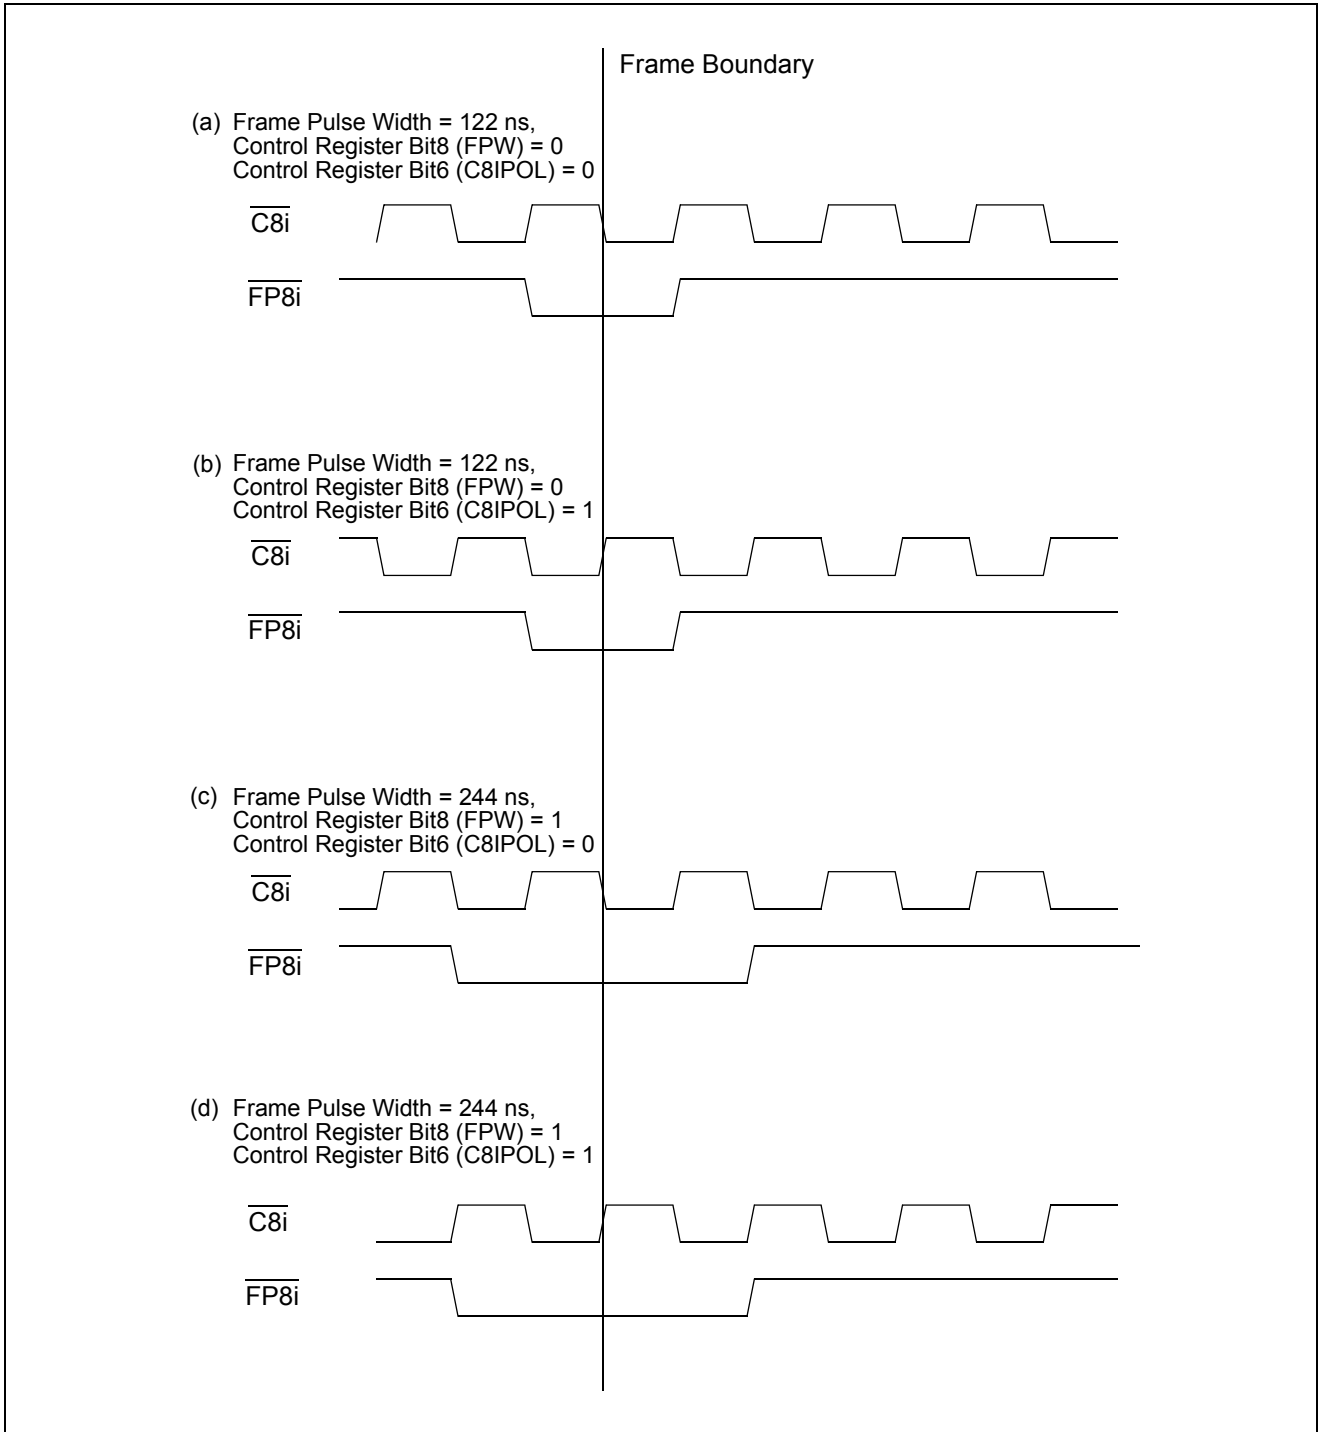 Frame Boundary
(a) Frame Pulse Width = 122 ns,
Control Register Bit8 (FPW) = 0
Control Register Bit6 (C8IPOL) = 0
C8i
FP8i
(b) Frame Pulse Width = 122 ns,
Control Register Bit8 (FPW) = 0
Control Register Bit6 (C8IPOL) = 1
C8i
FP8i
(c) Frame Pulse Width = 244 ns,
Control Register Bit8 (FPW) = 1
Control Register Bit6 (C8IPOL) = 0
C8i
FP8i
(d) Frame Pulse Width = 244 ns,
Control Register Bit8 (FPW) = 1
Control Register Bit6 (C8IPOL) = 1
C8i
FP8i